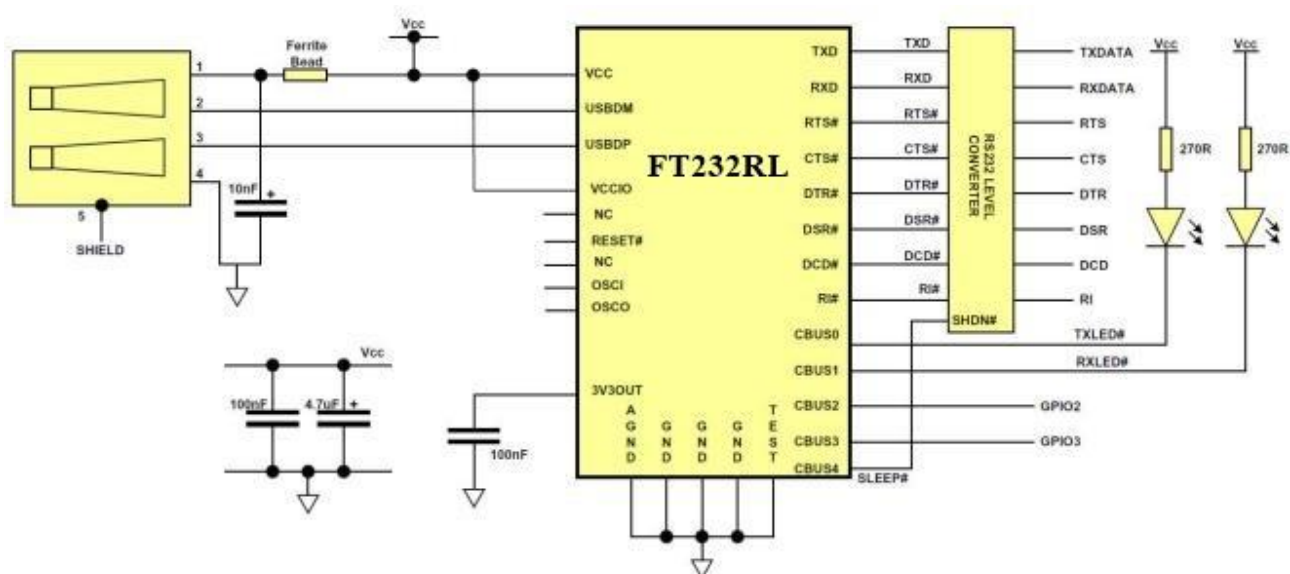 Vcc
Ferrite
Bead
1
2
3
4
5
SHIELD
10nF
+
VCC
USBDM
USBDP
VCCIO
NC
RESET#
NC
OSCI
OSCO
3V3OUT
FT232RL
AGND
GND
GND
GND
TEST
TXD
RXD
RTS#
CTS#
DTR#
DSR#
DCD#
RI#
CBUS0
CBUS1
CBUS2
CBUS3
CBUS4
TXD
RXD
RTS#
CTS#
DTR#
DSR#
DCD#
RI#
RS232 LEVEL
CONVERTER
SHDN#
TXDATA
RXDATA
RTS
CTS
DTR
DSR
DCD
RI
Vcc
Vcc
270R
270R
TXLED#
RXLED#
GPIO2
GPIO3
SLEEP#
Vcc
100nF
4.7uF
+
100nF